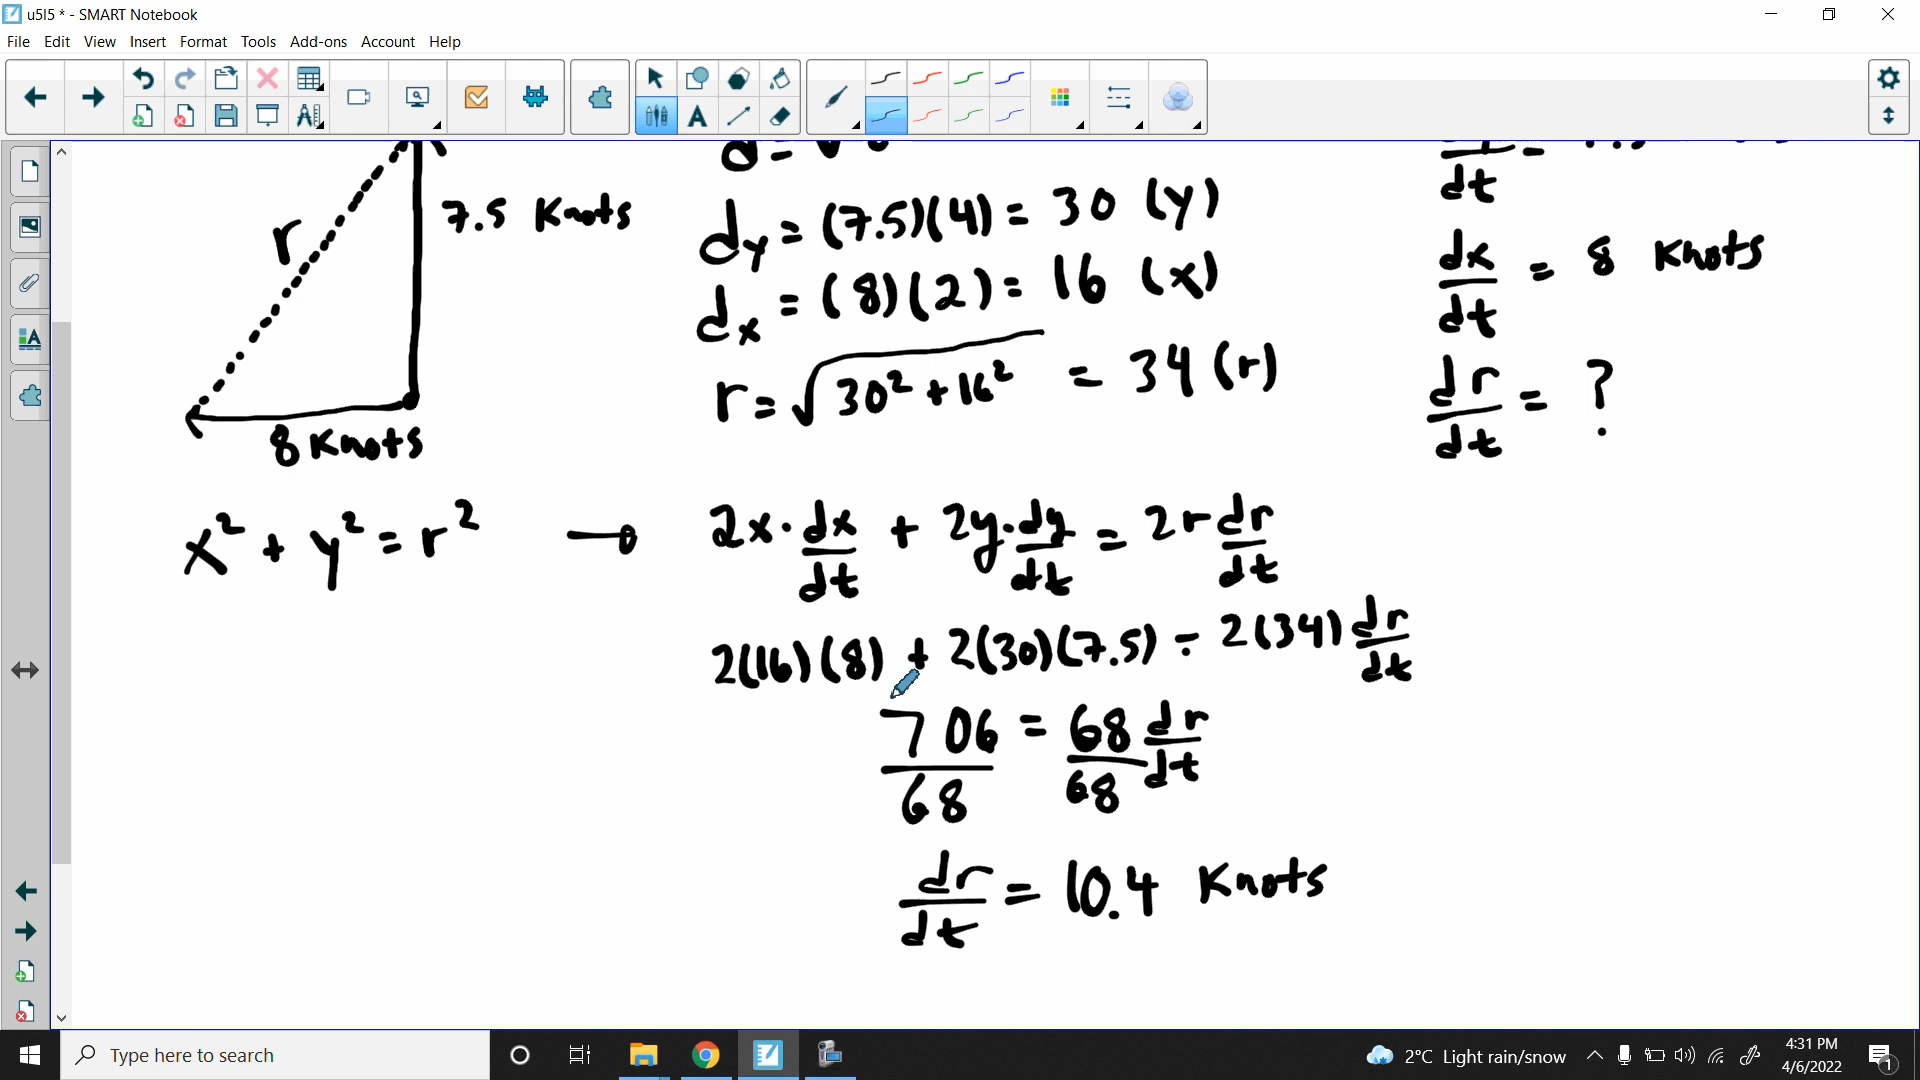 u5l5 * - SMART Notebook
File Edit View Insert Format Tools Add-ons Account Help
7.5 Knots
r
8 Knots
dy = (7.5)(4) = 30 (y)
dx = (8)(2) = 16 (x)
r = √30² + 16² = 34 (r)
dt
dx/dt = 8 Knots
dr/dt = ?
x² + y² = r² → 2x · dx/dt + 2y · dy/dt = 2r dr/dt
2(16)(8) + 2(30)(7.5) = 2(34) dr/dt
706/68 = 68/68 dr/dt
dr/dt = 10.4 Knots
Type here to search
2°C Light rain/snow
4:31 PM
4/6/2022
1